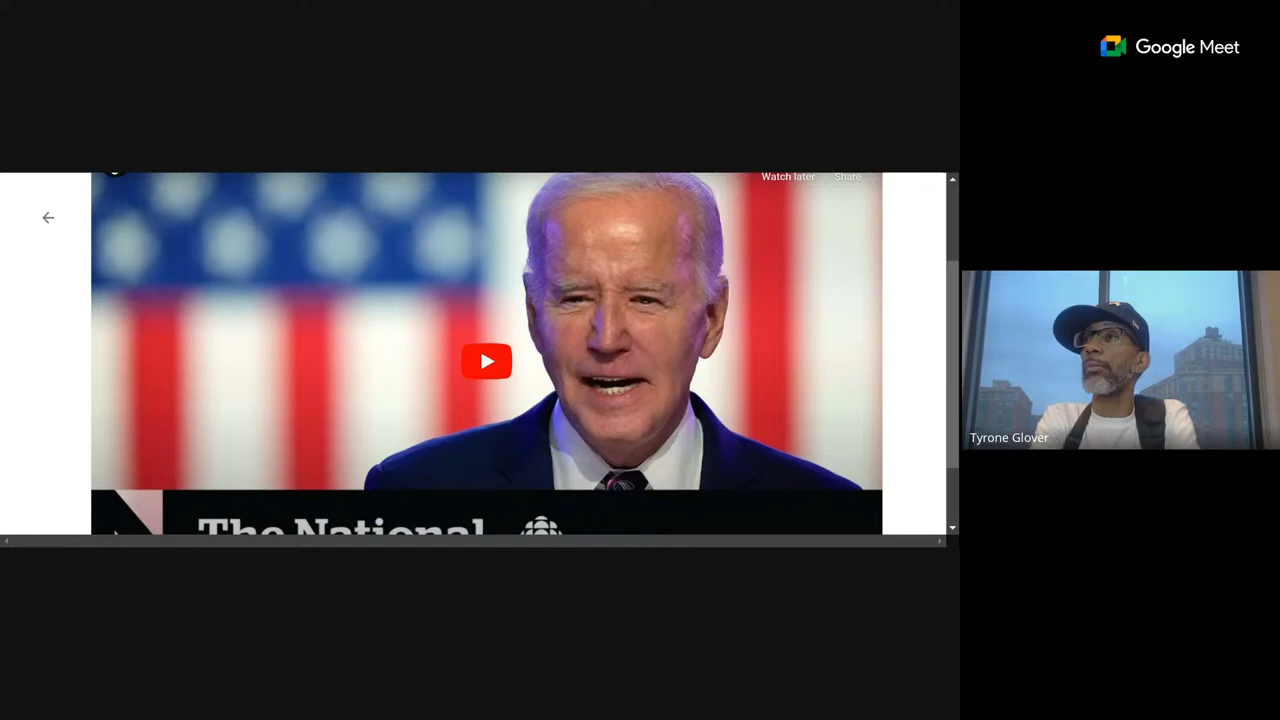 Google Meet
Watch later
Share
The National
Tyrone Glover